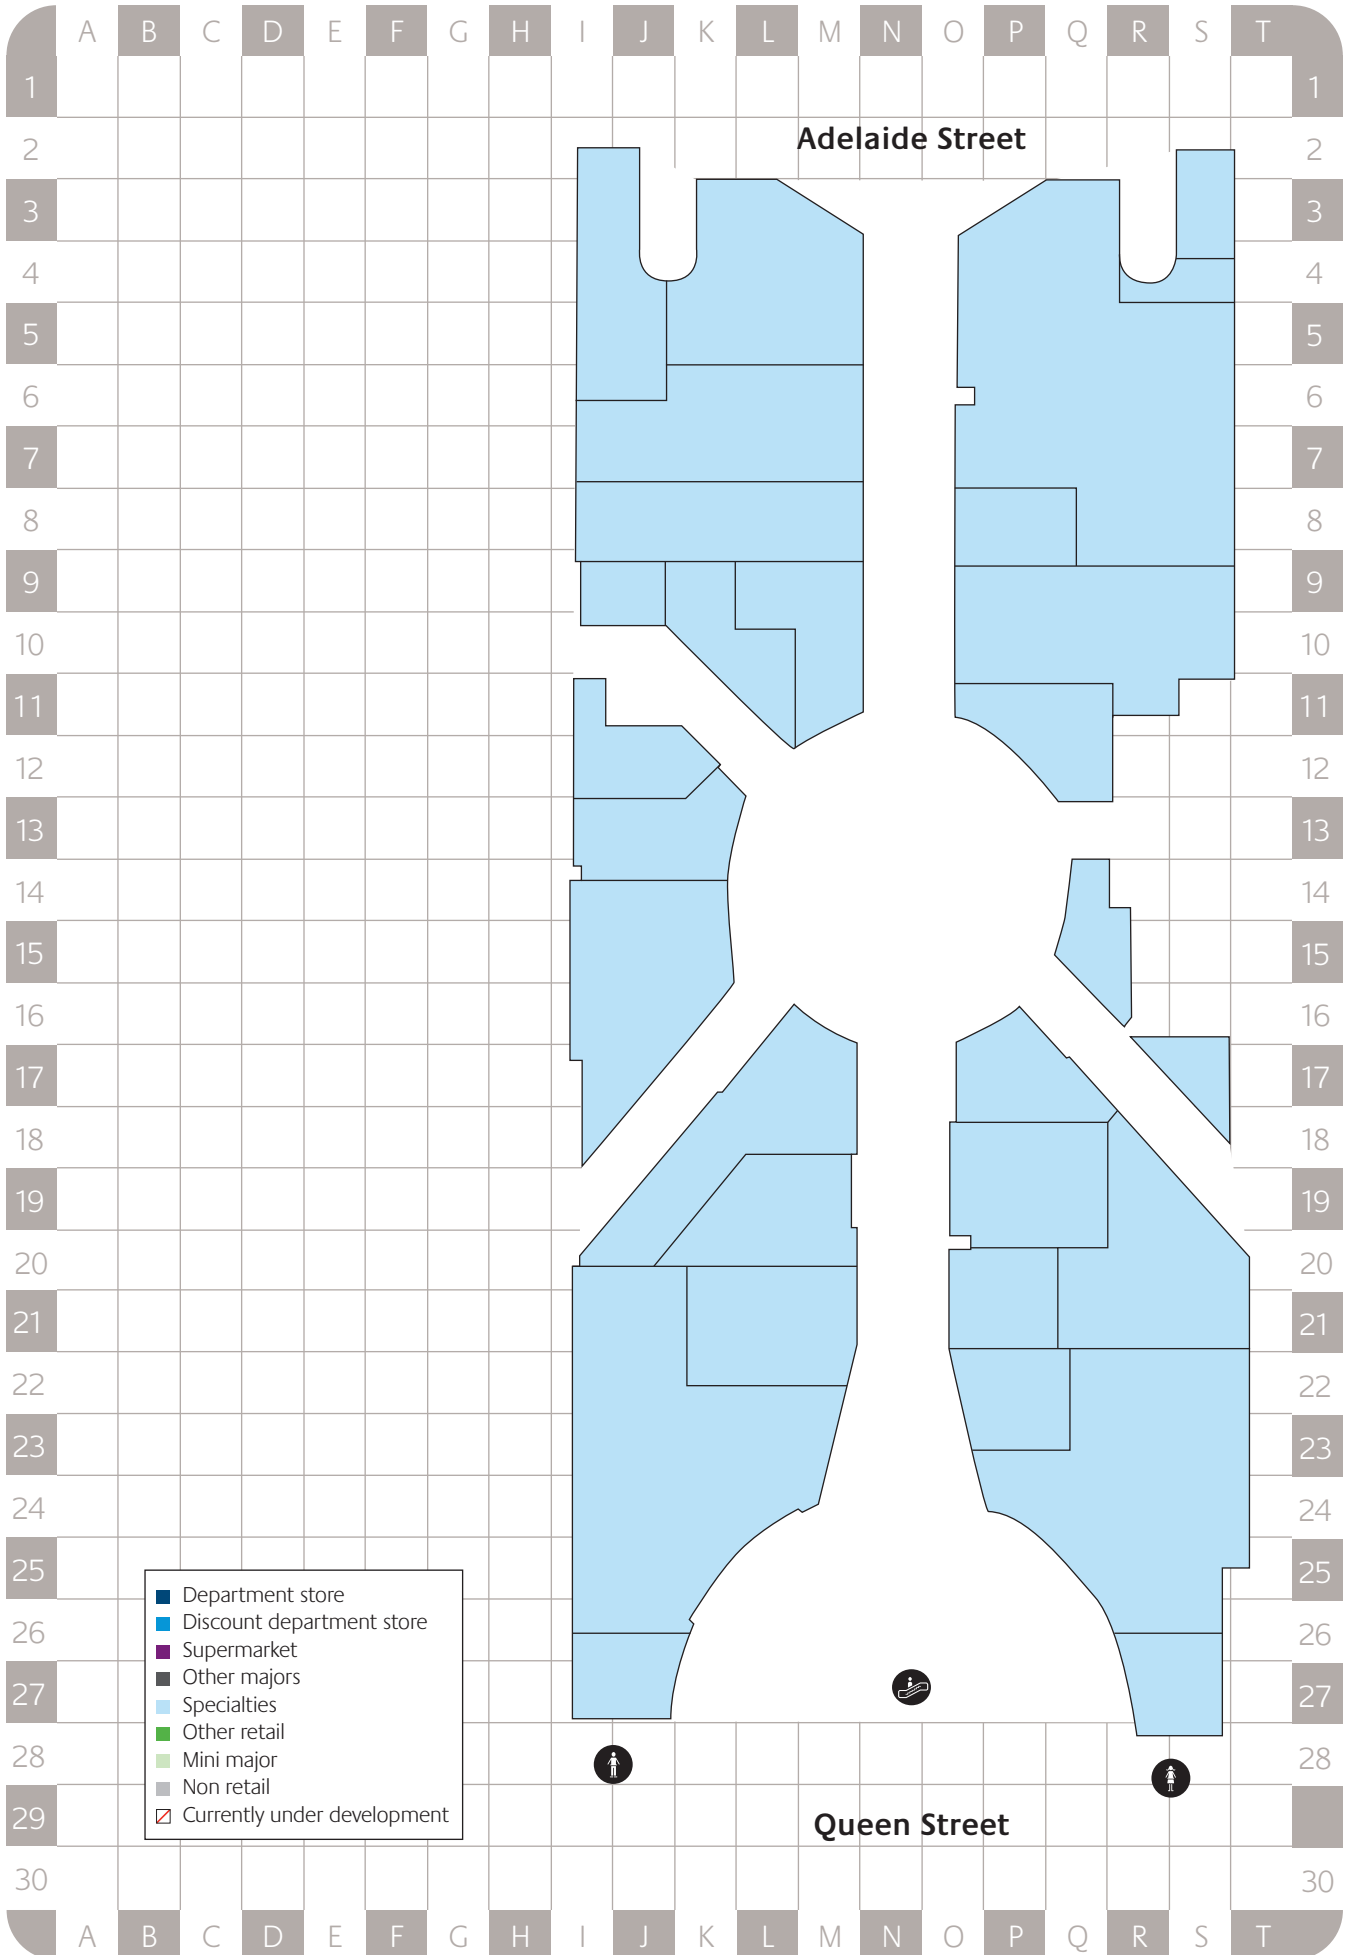 A B C D E F G H I J K L M N O P Q R S T
1 1
Adelaide Street
2 2
3 3
4 4
5 5
6 6
7 7
8 8
9 9
10 10
11 11
12 12
13 13
14 14
15 15
16 16
17 17
18 18
19 19
20 20
21 21
22 22
23 23
24 24
25 25
Department store
Discount department store
26 26
Supermarket
Other majors
27 27
Specialties
Other retail
28 28
Mini major
Non retail
29
Currently under development
Queen Street
30 30
A B C D E F G H I J K L M N O P Q R S T